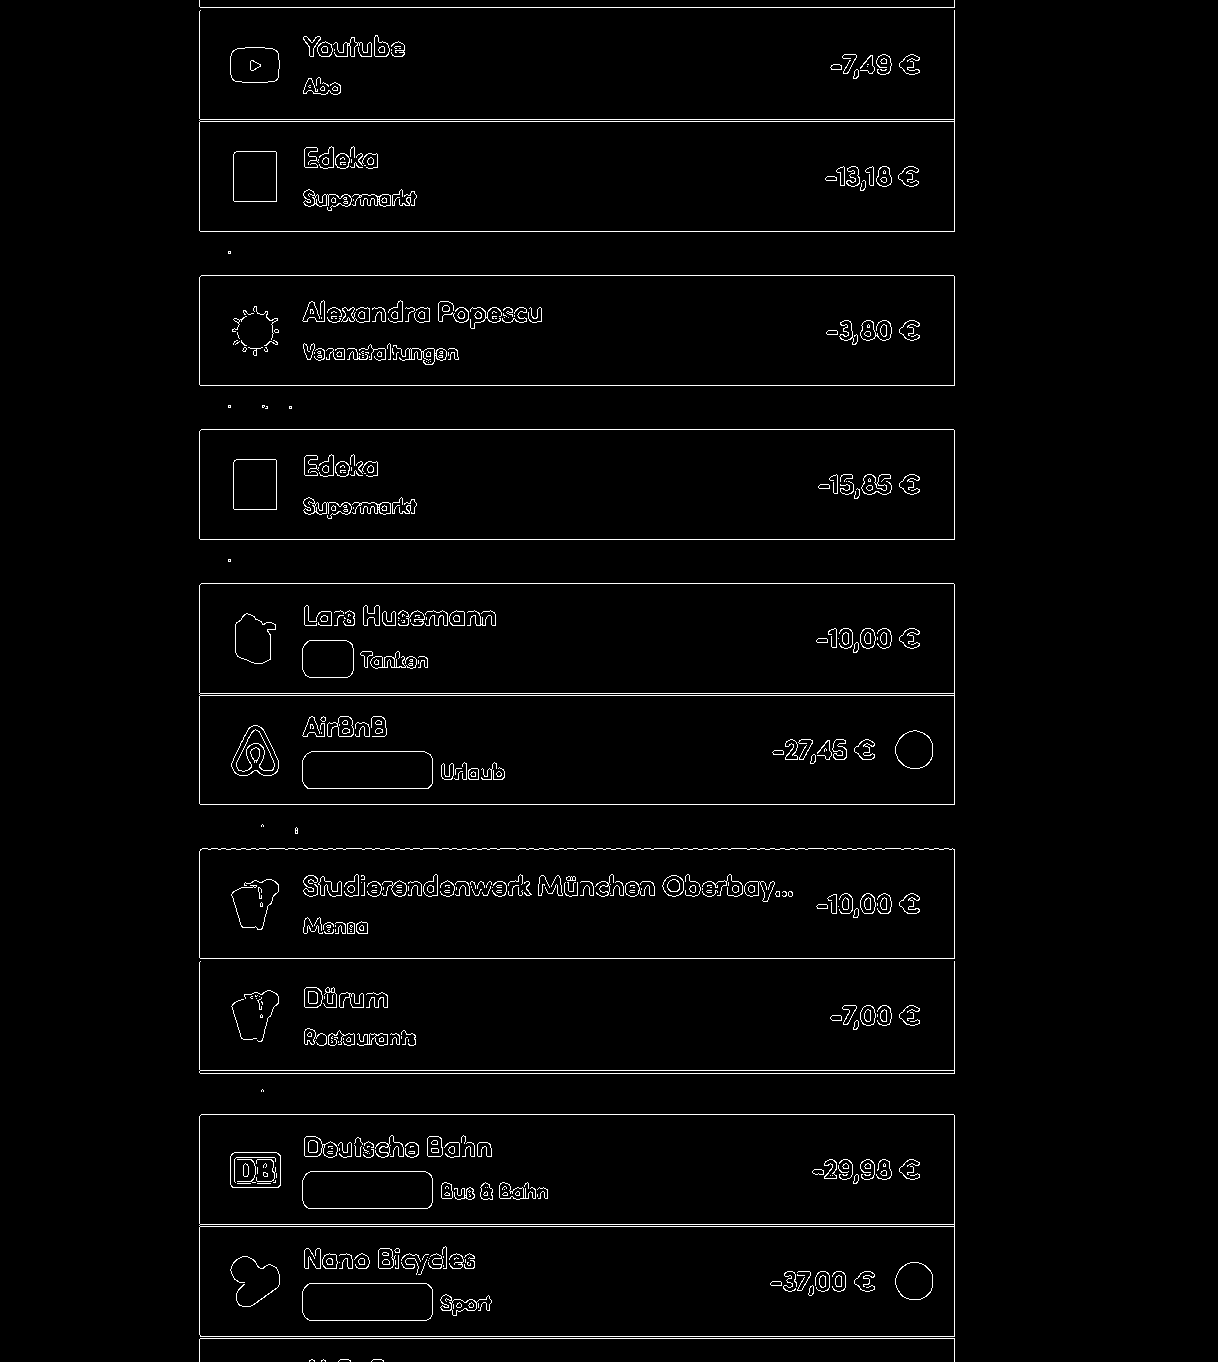 Youtube
-7,49 €
Abo
Edeka
-13,18 €
Supermarkt
Alexandra Popescu
-3,80 €
Veranstaltungen
Edeka
-15,85 €
Supermarkt
Lars Husemann
-10,00 €
Tanken
AirBnB
-27,45 €
Urlaub
Studierendenwerk München Oberbay...
-10,00 €
Mensa
Dürum
-7,00 €
Restaurants
Deutsche Bahn
DB
-29,98 €
Bus & Bahn
Nano Bicycles
-37,00 €
Sport